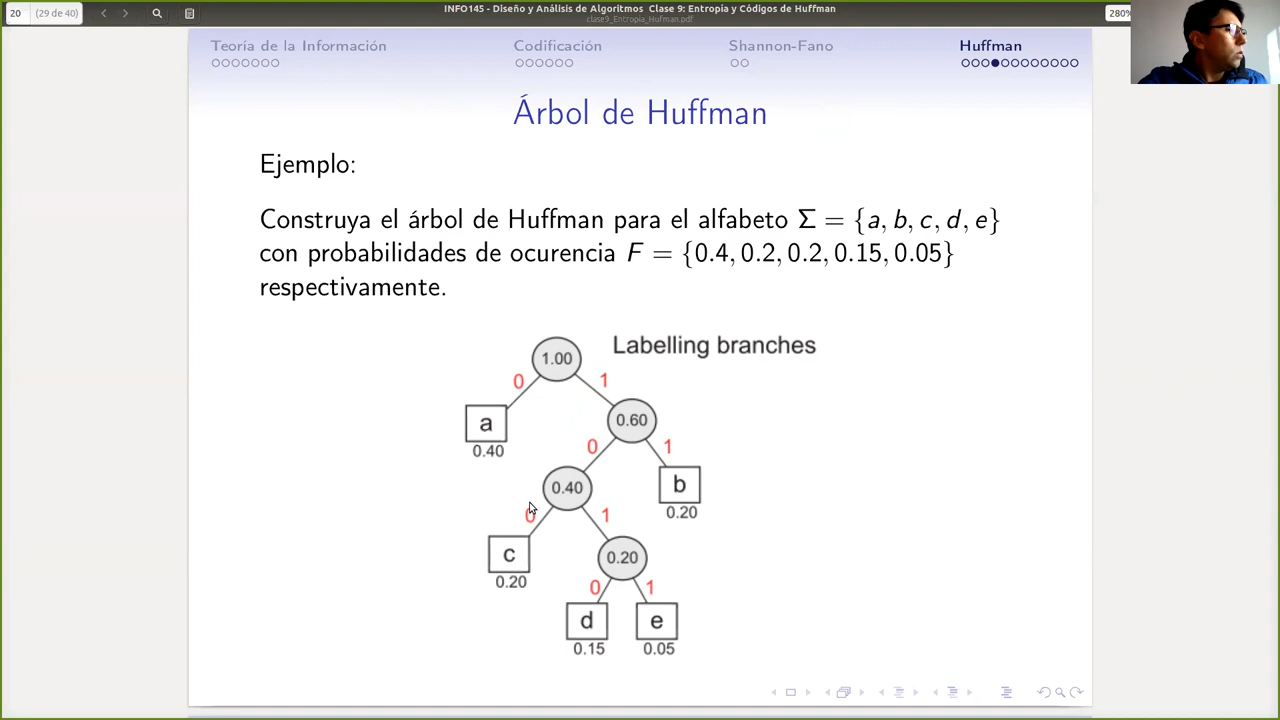 20
(29 de 40)
INFO145 - Diseño y Análisis de Algoritmos Clase 9: Entropía y Códigos de Huffman
clase9_Entropia_Hufman.pdf
280%
Teoría de la Información
Codificación
Shannon-Fano
Huffman
Árbol de Huffman
Ejemplo:
Construya el árbol de Huffman para el alfabeto Σ = {a, b, c, d, e}
con probabilidades de ocurencia F = {0.4, 0.2, 0.2, 0.15, 0.05}
respectivamente.
Labelling branches
1.00
0
1
a
0.40
0.60
0
1
0.40
b
0.20
0
1
c
0.20
0.20
0
1
d
e
0.15
0.05